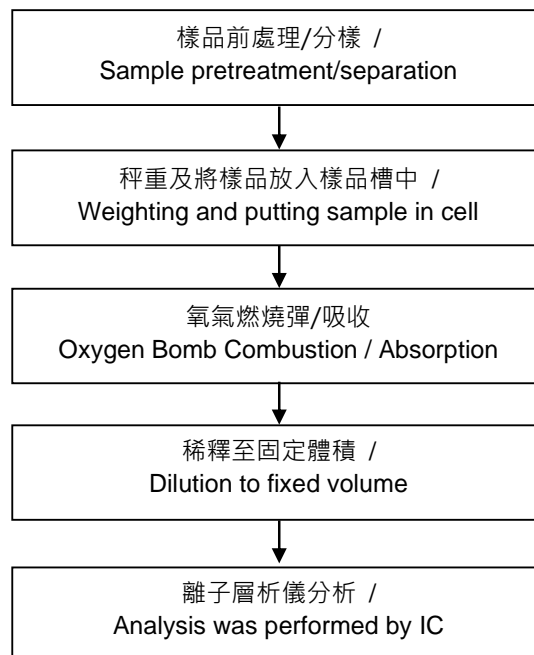 樣品前處理/分樣 /
Sample pretreatment/separation
秤重及將樣品放入樣品槽中 /
Weighting and putting sample in cell
氧氣燃燒彈/吸收
Oxygen Bomb Combustion / Absorption
稀釋至固定體積 /
Dilution to fixed volume
離子層析儀分析 /
Analysis was performed by IC